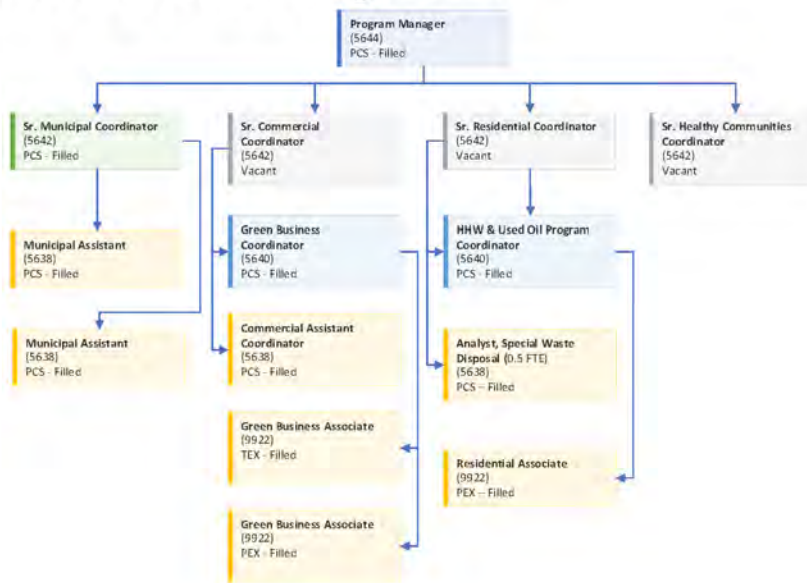 Program Manager
(5644)
PCS - Filled
Sr. Municipal Coordinator
(5642)
PCS - Filled
Sr. Commercial
Coordinator
(5642)
Vacant
Sr. Residential Coordinator
(5642)
Vacant
Sr. Healthy Communities
Coordinator
(5642)
Vacant
Municipal Assistant
(5638)
PCS - Filled
Green Business
Coordinator
(5640)
PCS - Filled
HHW & Used Oil Program
Coordinator
(5640)
PCS - Filled
Municipal Assistant
(5638)
PCS - Filled
Commercial Assistant
Coordinator
(5638)
PCS - Filled
Analyst, Special Waste
Disposal (0.5 FTE)
(5638)
PCS – Filled
Green Business Associate
(9922)
TEX - Filled
Residential Associate
(9922)
PEX – Filled
Green Business Associate
(9922)
PEX - Filled